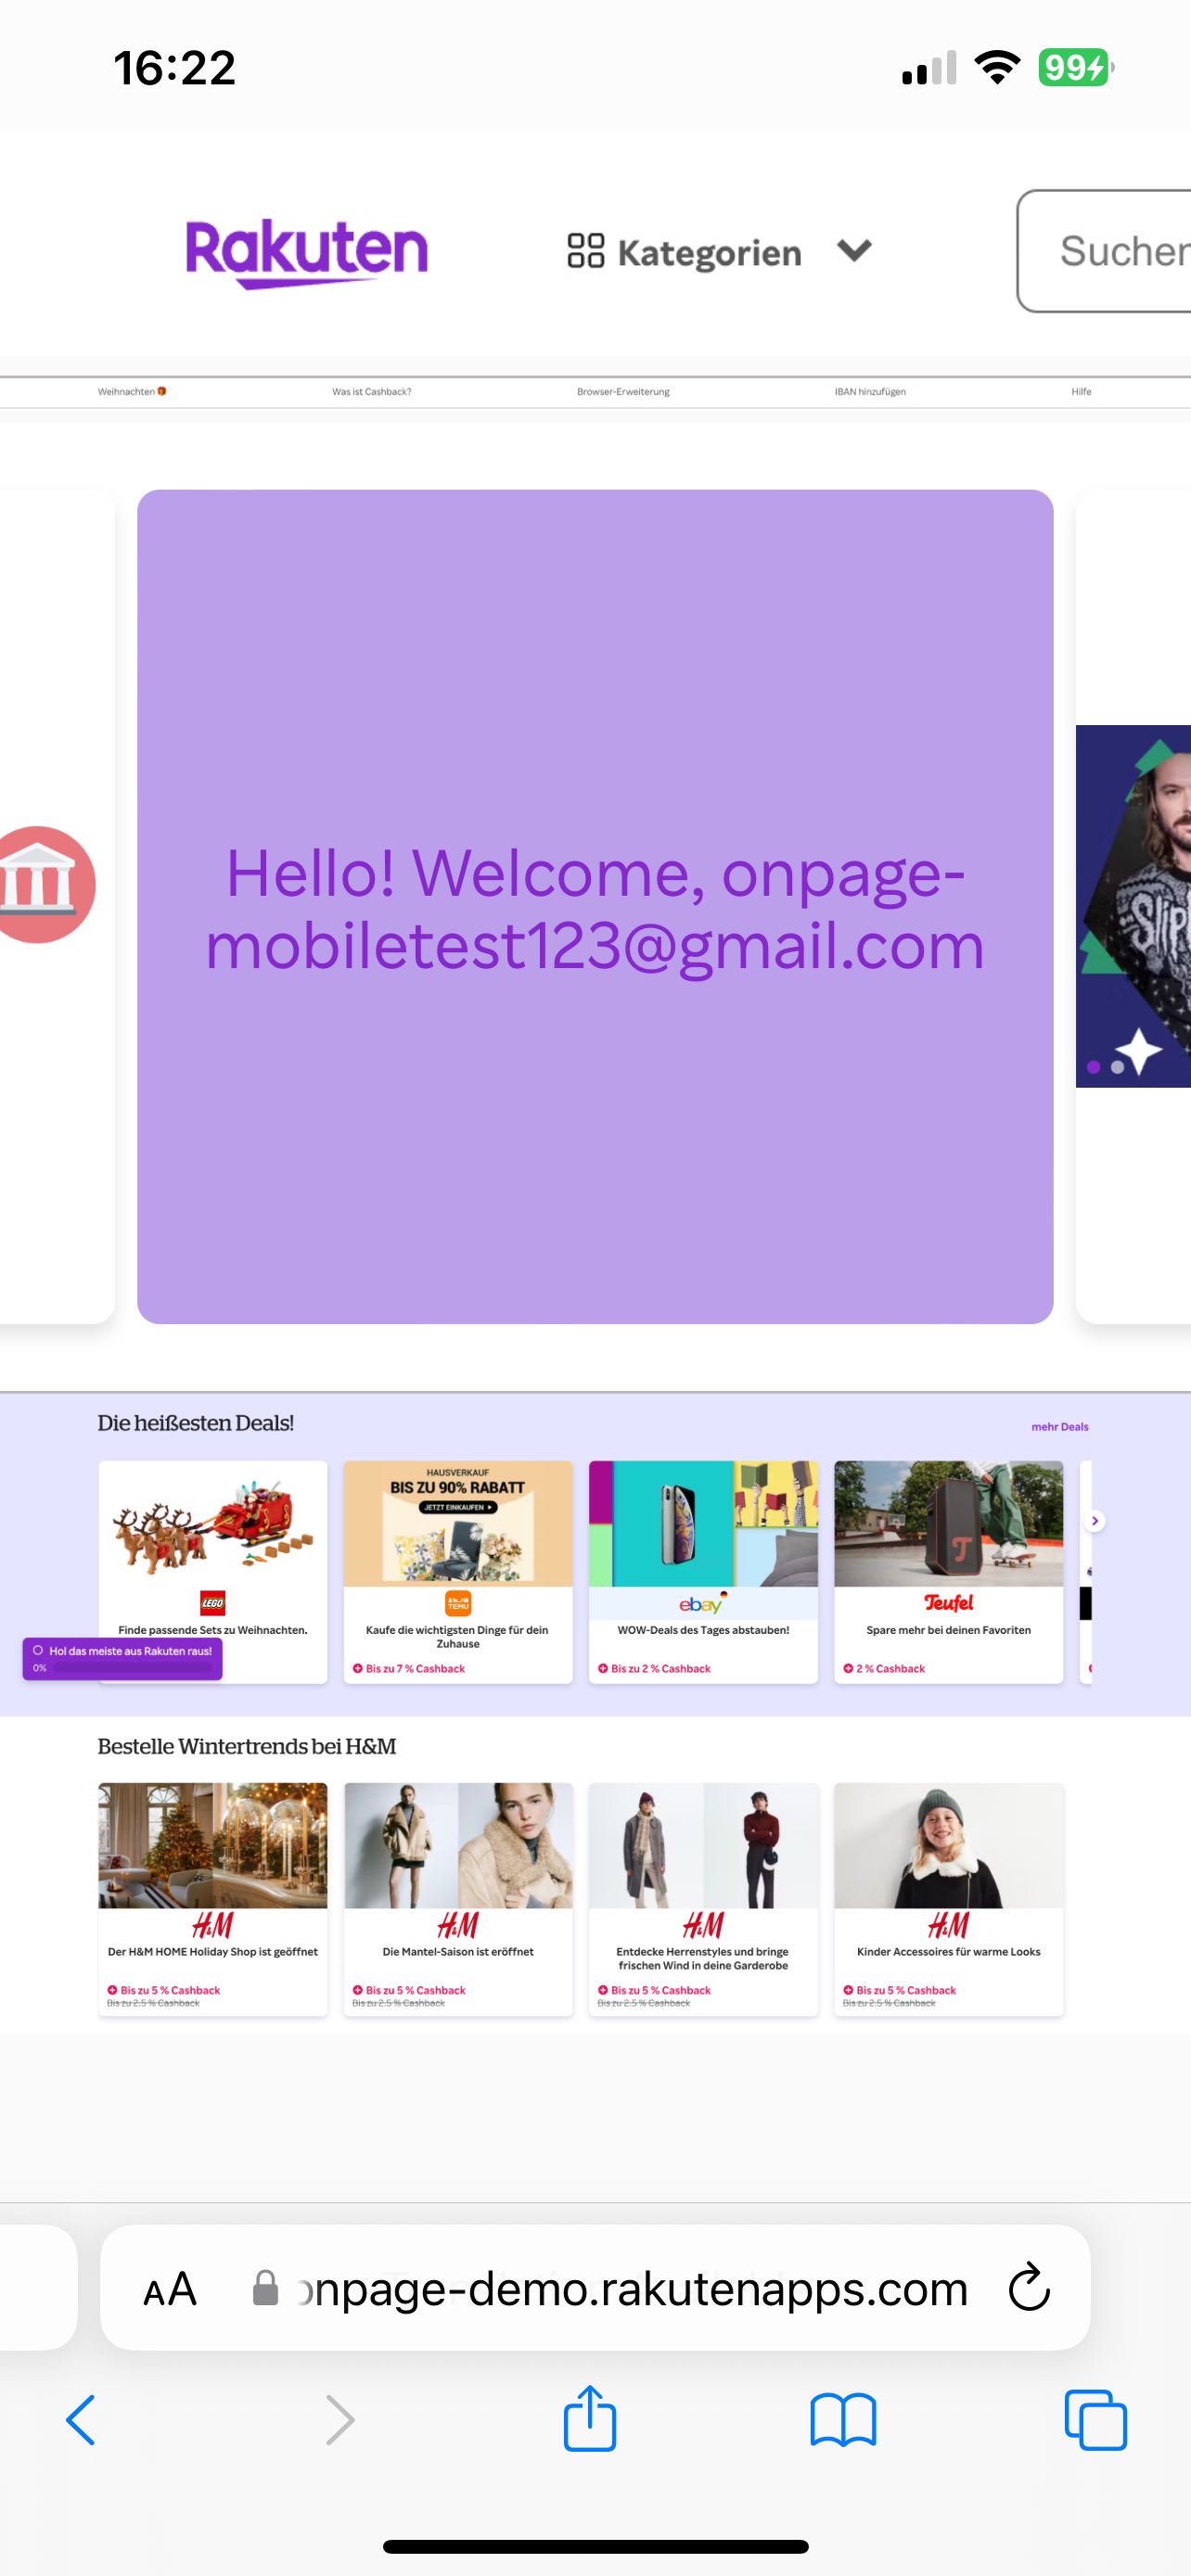 16:22
99
Rakuten
Kategorien
Suchen
Weihnachten
Was ist Cashback?
Browser-Erweiterung
IBAN hinzufügen
Hilfe
Hello! Welcome, onpage-
mobiletest123@gmail.com
Die heißesten Deals!
mehr Deals
LEGO
Finde passende Sets zu Weihnachten.
HAUSVERKAUF
BIS ZU 90% RABATT
JETZT EINKAUFEN
TEMU
Kaufe die wichtigsten Dinge für dein
Zuhause
Bis zu 7 % Cashback
ebay
WOW-Deals des Tages abstauben!
Bis zu 2 % Cashback
T
Teufel
Spare mehr bei deinen Favoriten
2 % Cashback
Hol das meiste aus Rakuten raus!
0%
Bestelle Wintertrends bei H&M
H&M
Der H&M HOME Holiday Shop ist geöffnet
Bis zu 5 % Cashback
Bis zu 2.5 % Cashback
H&M
Die Mantel-Saison ist eröffnet
Bis zu 5 % Cashback
Bis zu 2.5 % Cashback
H&M
Entdecke Herrenstyles und bringe
frischen Wind in deine Garderobe
Bis zu 5 % Cashback
Bis zu 2.5 % Cashback
H&M
Kinder Accessoires für warme Looks
Bis zu 5 % Cashback
Bis zu 2.5 % Cashback
AA
onpage-demo.rakutenapps.com